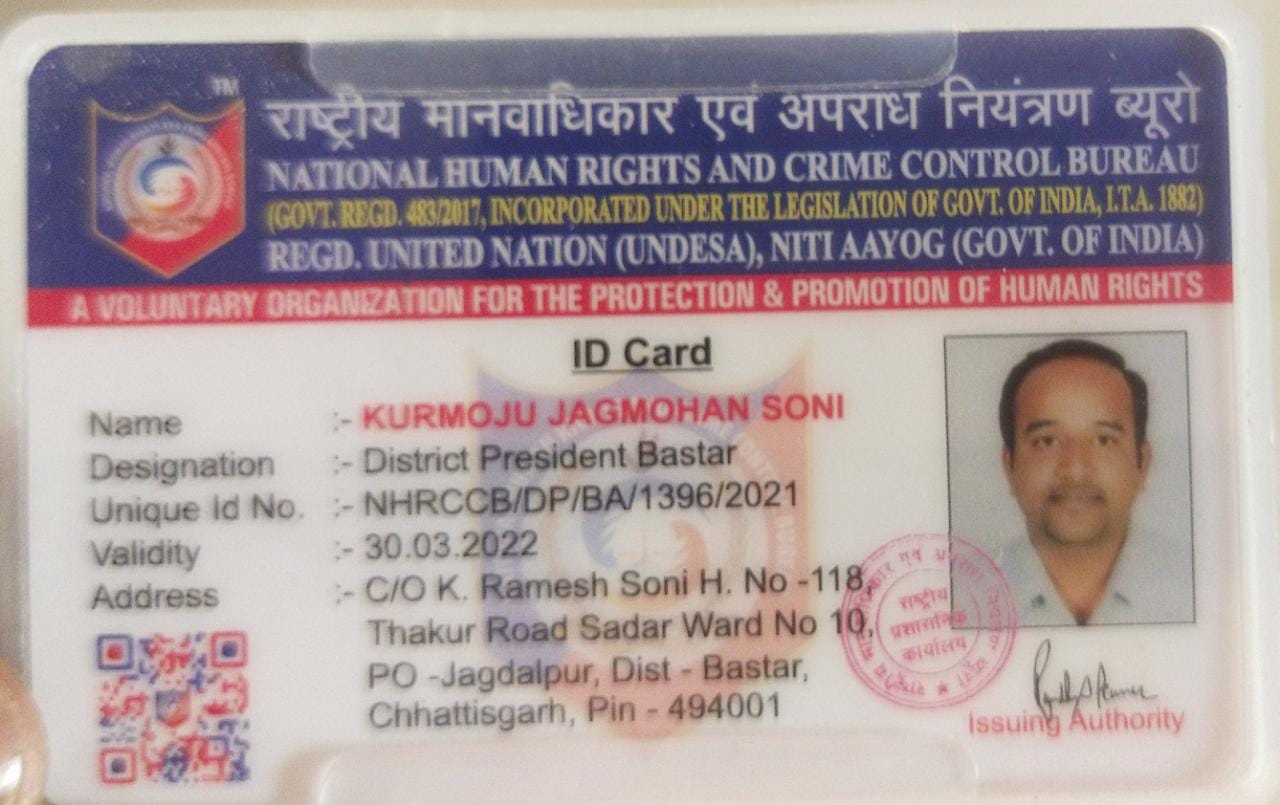 TM
राष्ट्रीय मानवाधिकार एवं अपराध नियंत्रण ब्यूरो
NATIONAL HUMAN RIGHTS AND CRIME CONTROL BUREAU
(GOVT. REGD. 483/2017, INCORPORATED UNDER THE LEGISLATION OF GOVT. OF INDIA, I.T.A. 1882)
REGD. UNITED NATION (UNDESA), NITI AAYOG (GOVT. OF INDIA)
A VOLUNTARY ORGANIZATION FOR THE PROTECTION & PROMOTION OF HUMAN RIGHTS
ID Card
Name :- KURMOJU JAGMOHAN SONI
Designation :- District President Bastar
Unique Id No. :- NHRCCB/DP/BA/1396/2021
Validity :- 30.03.2022
Address :- C/O K. Ramesh Soni H. No -118,
Thakur Road Sadar Ward No 10,
PO -Jagdalpur, Dist - Bastar,
Chhattisgarh, Pin - 494001
राष्ट्रीय
प्रशासनिक
कार्यालय
Issuing Authority